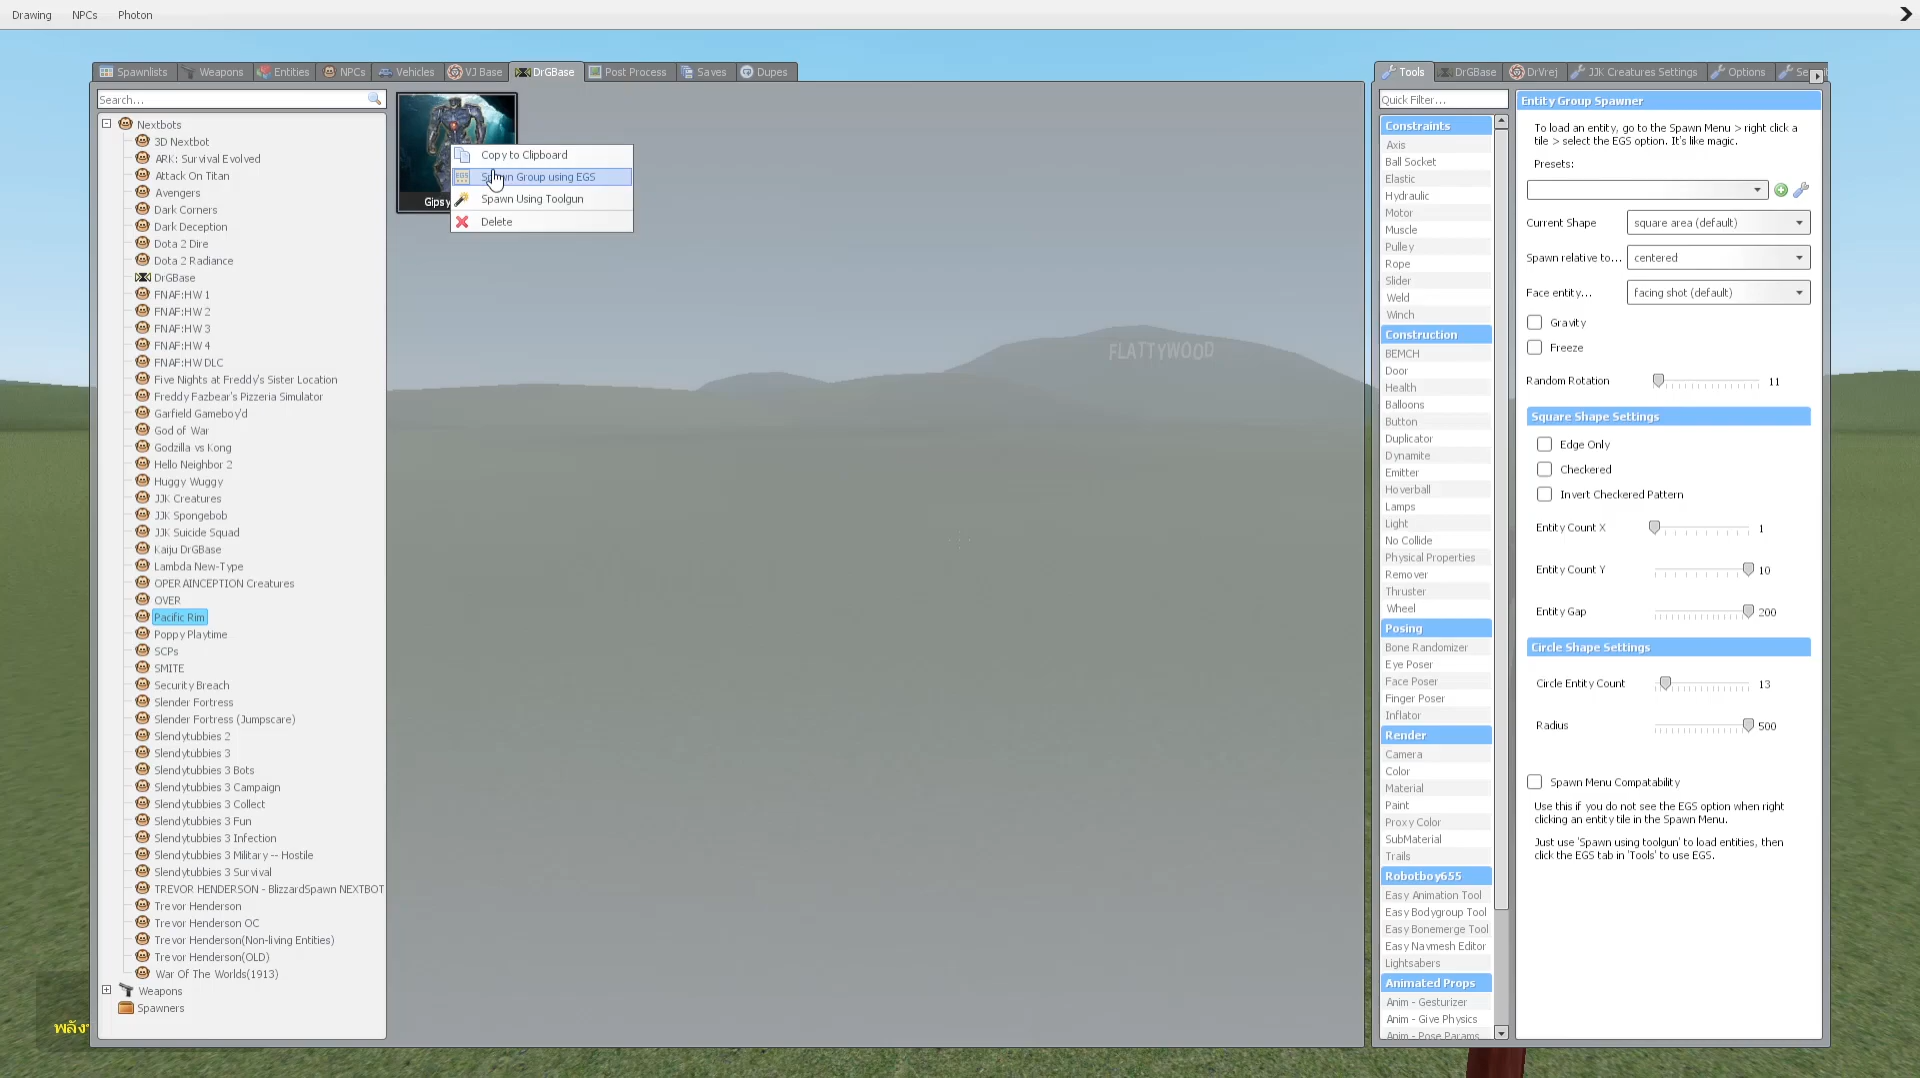 Drawing NPCs Photon
Spawnlists Weapons Entities NPCs Vehicles VJ Base DrGBase Post Process Saves Dupes
Search...
Nextbots
3D Nextbot
ARK: Survival Evolved
Attack On Titan
Avengers
Dark Corners
Dark Deception
Dota 2 Dire
Dota 2 Radiance
DrGBase
FNAF:HW 1
FNAF:HW 2
FNAF:HW 3
FNAF:HW 4
FNAF:HW DLC
Five Nights at Freddy's Sister Location
Freddy Fazbear's Pizzeria Simulator
Garfield Gameboy'd
God of War
Godzilla vs Kong
Hello Neighbor 2
Huggy Wuggy
JJK Creatures
JJK Spongebob
JJK Suicide Squad
Kaiju DrGBase
Lambda New-Type
OPERAINCEPTION Creatures
OVER
Pacific Rim
Poppy Playtime
SCPs
SMITE
Security Breach
Slender Fortress
Slender Fortress (Jumpscare)
Slendytubbies 2
Slendytubbies 3
Slendytubbies 3 Bots
Slendytubbies 3 Campaign
Slendytubbies 3 Collect
Slendytubbies 3 Fun
Slendytubbies 3 Infection
Slendytubbies 3 Military -- Hostile
Slendytubbies 3 Survival
TREVOR HENDERSON - BlizzardSpawn NEXTBOT
Trevor Henderson
Trevor Henderson OC
Trevor Henderson(Non-living Entities)
Trevor Henderson(OLD)
War Of The Worlds(1913)
Weapons
Spawners
Gipsy
Copy to Clipboard
Spawn Group using EGS
Spawn Using Toolgun
Delete
FLATTYWOOD
Tools DrGBase DrVrej JJK Creatures Settings Options
Quick Filter...
Constraints
Axis
Ball Socket
Elastic
Hydraulic
Motor
Muscle
Pulley
Rope
Slider
Weld
Winch
Construction
BEMCH
Door
Health
Balloons
Button
Duplicator
Dynamite
Emitter
Hoverball
Lamps
Light
No Collide
Physical Properties
Remover
Thruster
Wheel
Posing
Bone Randomizer
Eye Poser
Face Poser
Finger Poser
Inflator
Render
Camera
Color
Material
Paint
Proxy Color
SubMaterial
Trails
Robotboy655
Easy Animation Tool
Easy Bodygroup Tool
Easy Bonemerge Tool
Easy Navmesh Editor
Lightsabers
Animated Props
Anim - Gesturizer
Anim - Give Physics
Anim - Pose Params
Entity Group Spawner
To load an entity, go to the Spawn Menu > right click a
tile > select the EGS option. It's like magic.
Presets:
Current Shape square area (default)
Spawn relative to... centered
Face entity... facing shot (default)
Gravity
Freeze
Random Rotation 11
Square Shape Settings
Edge Only
Checkered
Invert Checkered Pattern
Entity Count X 1
Entity Count Y 10
Entity Gap 200
Circle Shape Settings
Circle Entity Count 13
Radius 500
Spawn Menu Compatability
Use this if you do not see the EGS option when right
clicking an entity tile in the Spawn Menu.
Just use 'Spawn using toolgun' to load entities, then
click the EGS tab in 'Tools' to use EGS.